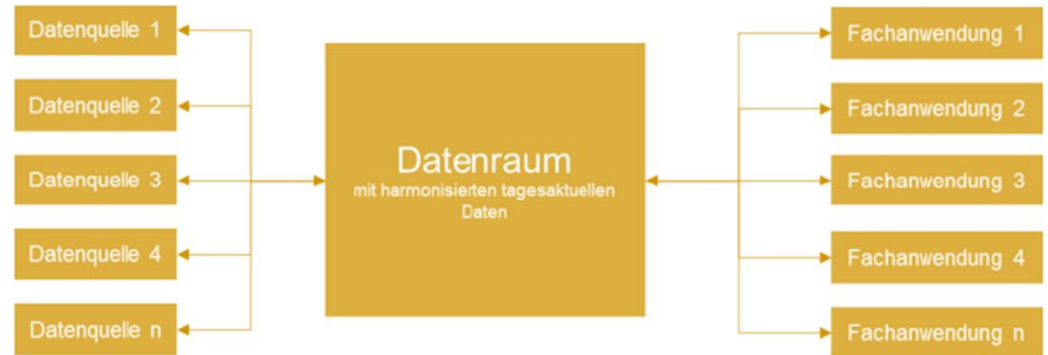 Datenquelle 1
Datenquelle 2
Datenquelle 3
Datenquelle 4
Datenquelle n
Datenraum
mit harmonisierten tagesaktuellen
Daten
Fachanwendung 1
Fachanwendung 2
Fachanwendung 3
Fachanwendung 4
Fachanwendung n